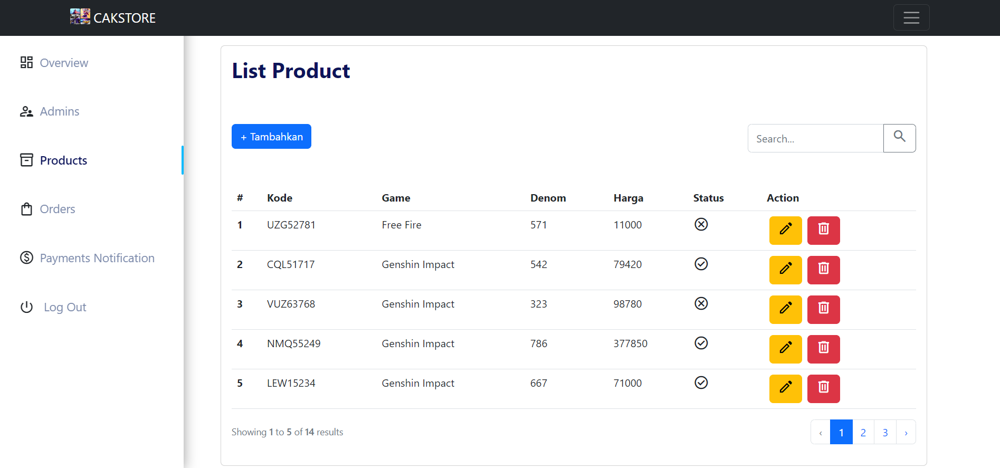 CAKSTORE
Overview
Admins
Products
Orders
Payments Notification
Log Out
List Product
+ Tambahkan
Search...
# Kode Game Denom Harga Status Action
1 UZG52781 Free Fire 571 11000
2 CQL51717 Genshin Impact 542 79420
3 VUZ63768 Genshin Impact 323 98780
4 NMQ55249 Genshin Impact 786 377850
5 LEW15234 Genshin Impact 667 71000
Showing 1 to 5 of 14 results
‹ 1 2 3 ›